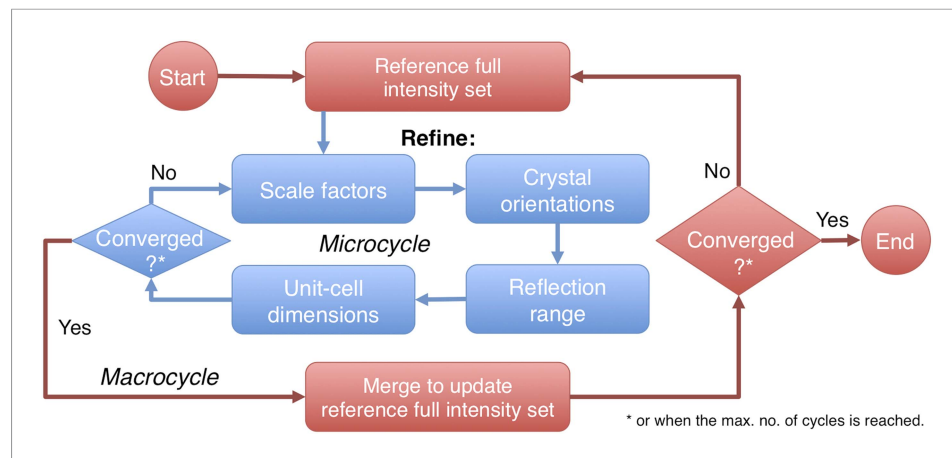 Start
Reference full
intensity set
Refine:
No
Scale factors
Crystal
orientations
No
Converged
?*
Microcycle
Converged
?*
Yes
End
Unit-cell
dimensions
Reflection
range
Yes
Macrocycle
Merge to update
reference full intensity set
* or when the max. no. of cycles is reached.